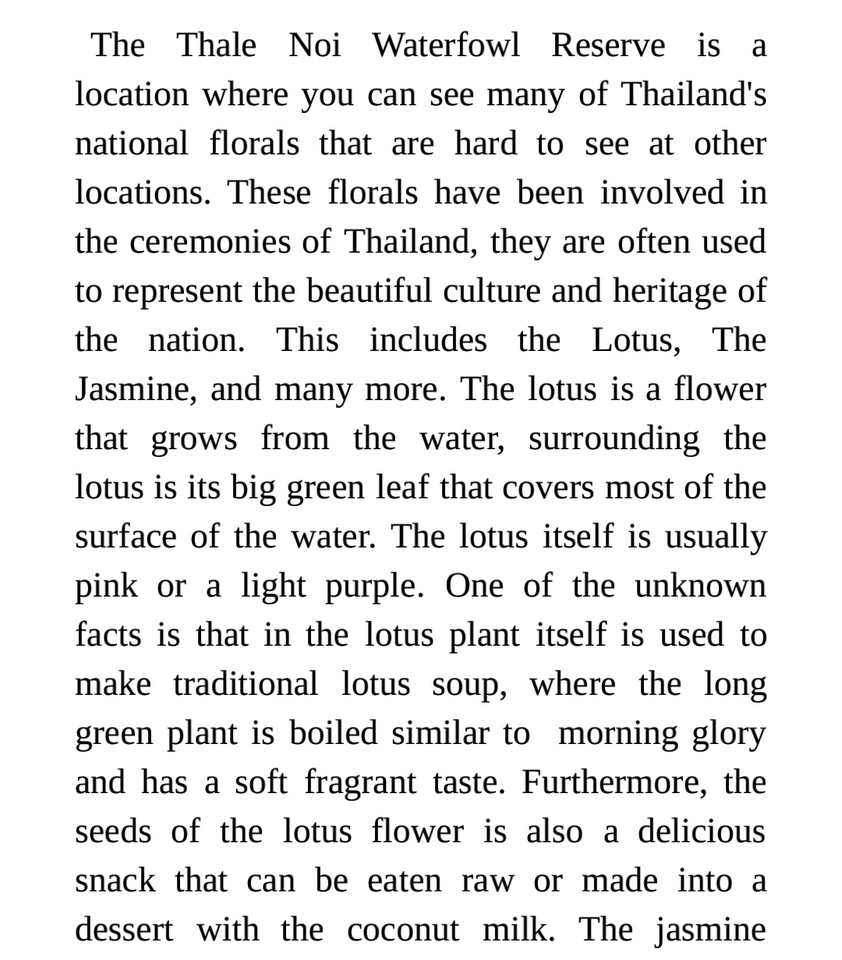 The Thale Noi Waterfowl Reserve is a
location where you can see many of Thailand's
national florals that are hard to see at other
locations. These florals have been involved in
the ceremonies of Thailand, they are often used
to represent the beautiful culture and heritage of
the nation. This includes the Lotus, The
Jasmine, and many more. The lotus is a flower
that grows from the water, surrounding the
lotus is its big green leaf that covers most of the
surface of the water. The lotus itself is usually
pink or a light purple. One of the unknown
facts is that in the lotus plant itself is used to
make traditional lotus soup, where the long
green plant is boiled similar to  morning glory
and has a soft fragrant taste. Furthermore, the
seeds of the lotus flower is also a delicious
snack that can be eaten raw or made into a
dessert with the coconut milk. The jasmine